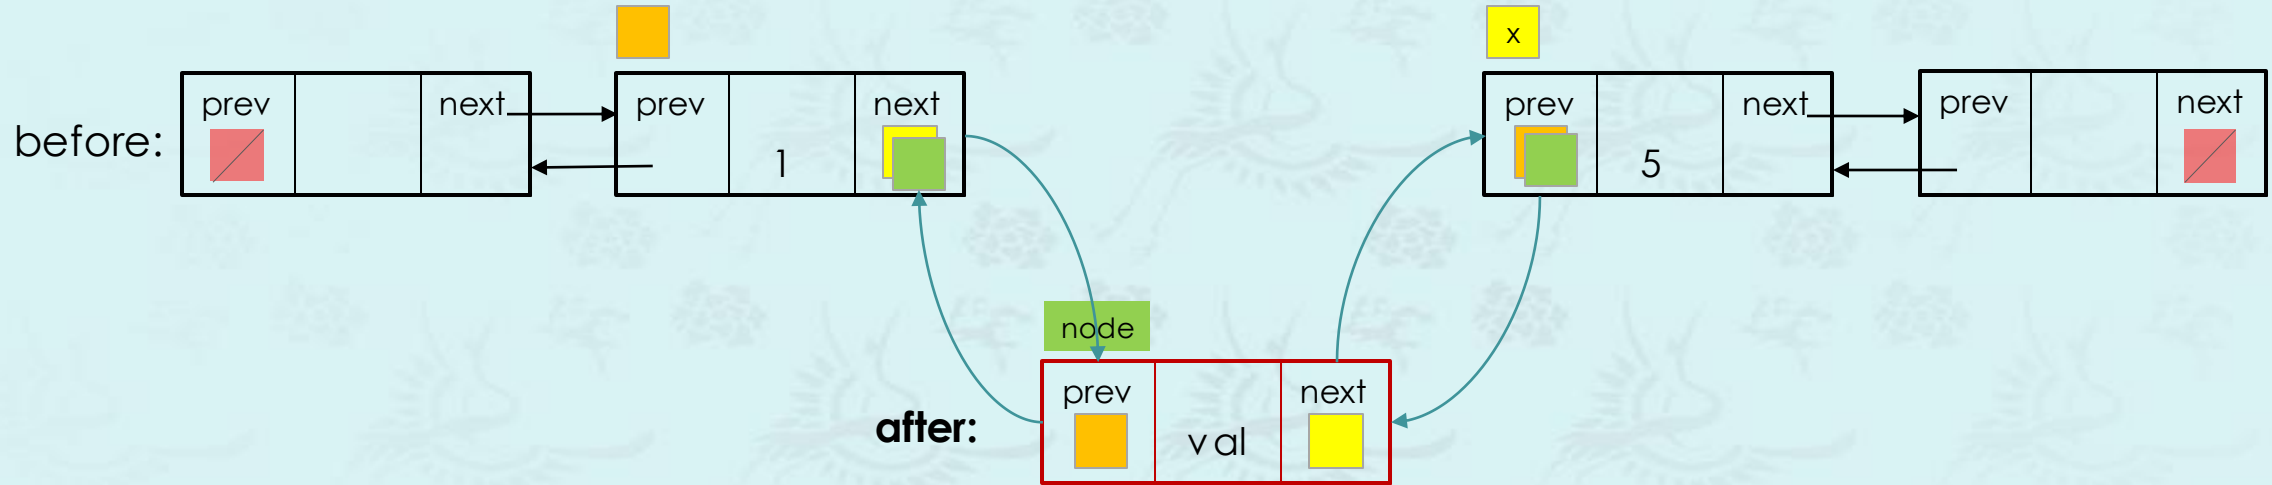 x
prev next prev next prev next prev next
before:
1 5
node
prev next
after:
val